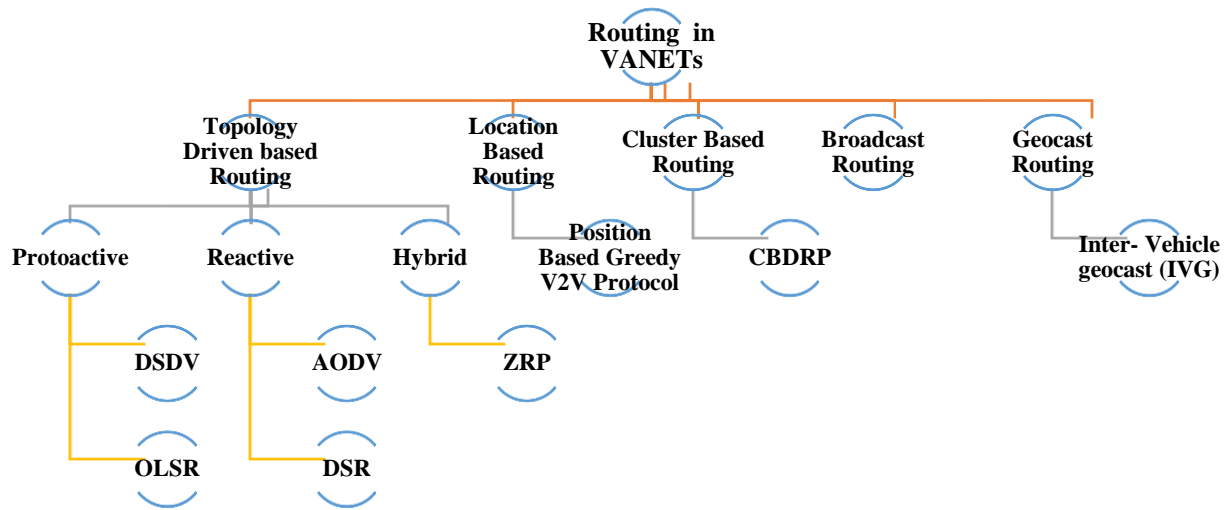 Routing in
VANETs
Topology
Driven based
Routing
Location
Based
Routing
Cluster Based
Routing
Broadcast
Routing
Geocast
Routing
Protoactive
Reactive
Hybrid
Position
Based Greedy
V2V Protocol
CBDRP
Inter- Vehicle
geocast (IVG)
DSDV
AODV
ZRP
OLSR
DSR